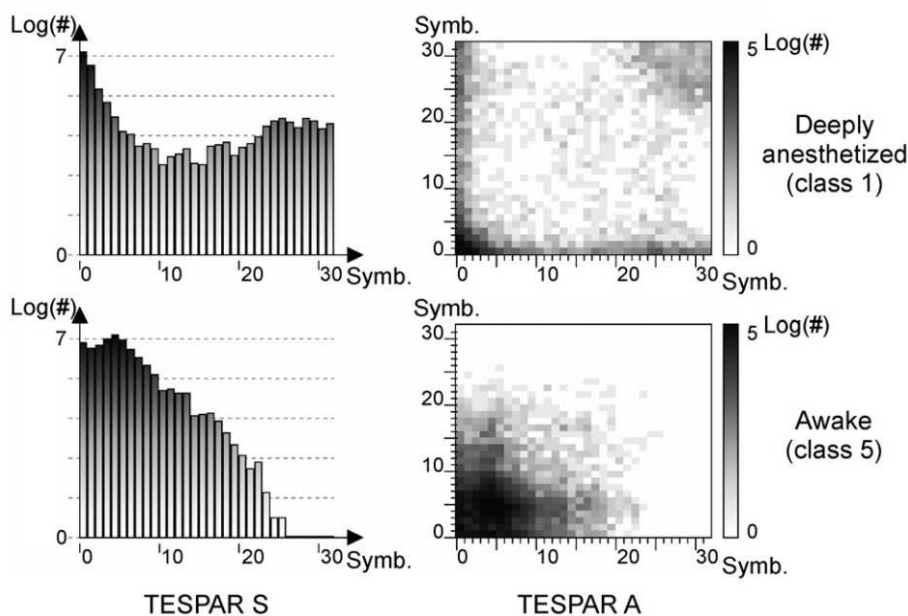 Log(#)
7
0
0 10 20 30
Symb.
Symb.
30
20
10
0
0 10 20 30
Symb.
5
Log(#)
0
Deeply
anesthetized
(class 1)
Log(#)
7
0
0 10 20 30
Symb.
Symb.
30
20
10
0
0 10 20 30
Symb.
5
Log(#)
0
Awake
(class 5)
TESPAR S
TESPAR A